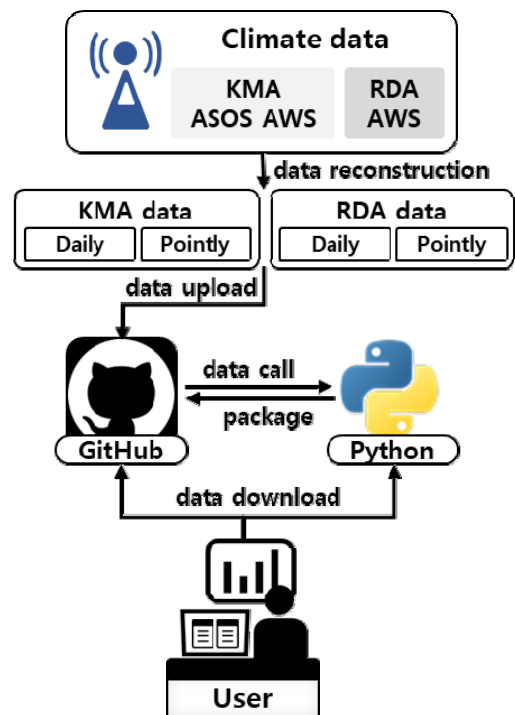 Climate data
KMA
ASOS AWS
RDA
AWS
data reconstruction
KMA data
Daily
Pointly
RDA data
Daily
Pointly
data upload
data call
package
GitHub
Python
data download
User